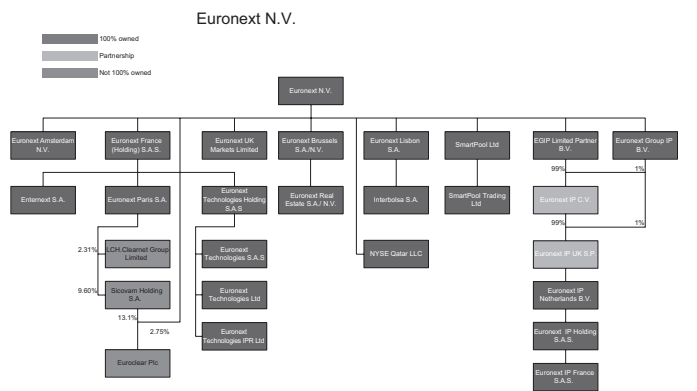 Euronext N.V.
100% owned
Partnership
Not 100% owned
Euronext N.V.
Euronext Amsterdam
N.V.
Euronext France
(Holding) S.A.S.
Euronext UK
Markets Limited
Euronext Brussels
S.A./N.V.
Euronext Lisbon
S.A.
SmartPool Ltd
EGIP Limited Partner
B.V.
Euronext Group IP
B.V.
99%
1%
Enternext S.A.
Euronext Paris S.A.
Euronext
Technologies Holding
S.A.S
Euronext Real
Estate S.A./ N.V.
Interbolsa S.A.
SmartPool Trading
Ltd
Euronext IP C.V.
99%
1%
2.31%
LCH.Clearnet Group
Limited
Euronext
Technologies S.A.S
NYSE Qatar LLC
Euronext IP UK S.P.
9.60%
Sicovam Holding
S.A.
Euronext
Technologies Ltd
Euronext IP
Netherlands B.V.
13.1%
2.75%
Euronext
Technologies IPR Ltd
Euronext IP Holding
S.A.S.
Euroclear Plc
Euronext IP France
S.A.S.